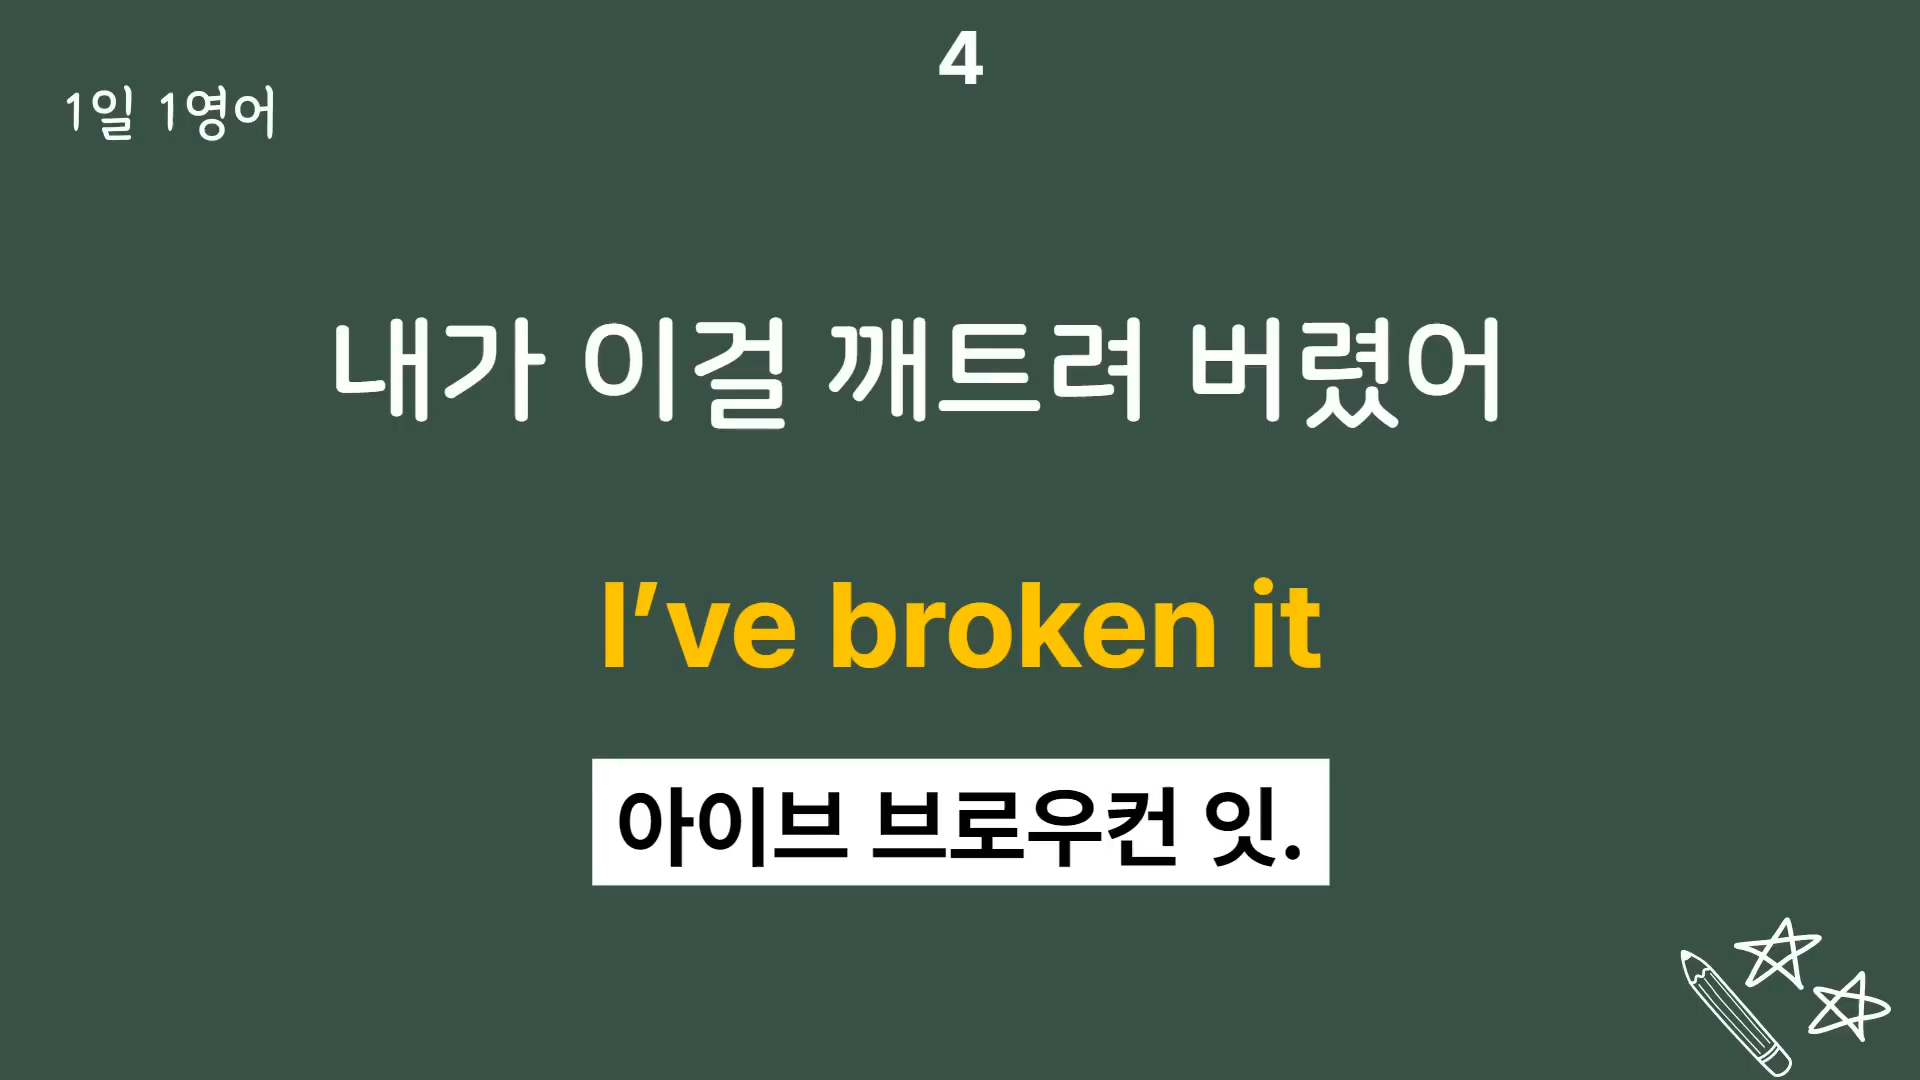 4
1일 1영어
내가 이걸 깨트려 버렸어
I’ve broken it
아이브 브로우컨 잇.